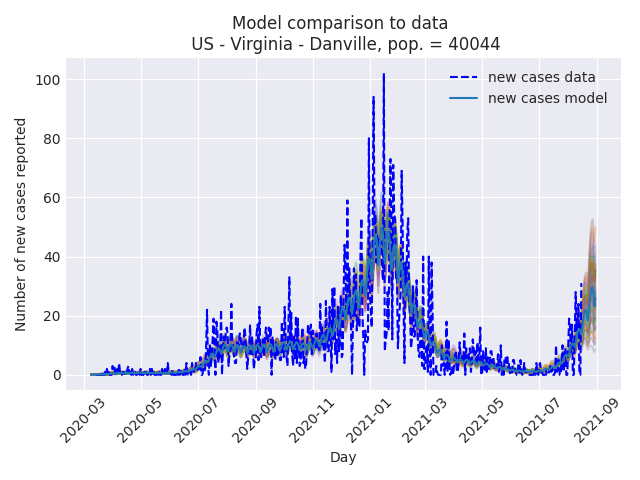 Model comparison to data
US - Virginia - Danville, pop. = 40044
new cases data
new cases model
Number of new cases reported
100
80
60
40
20
0
2020-03
2020-05
2020-07
2020-09
2020-11
2021-01
2021-03
2021-05
2021-07
2021-09
Day